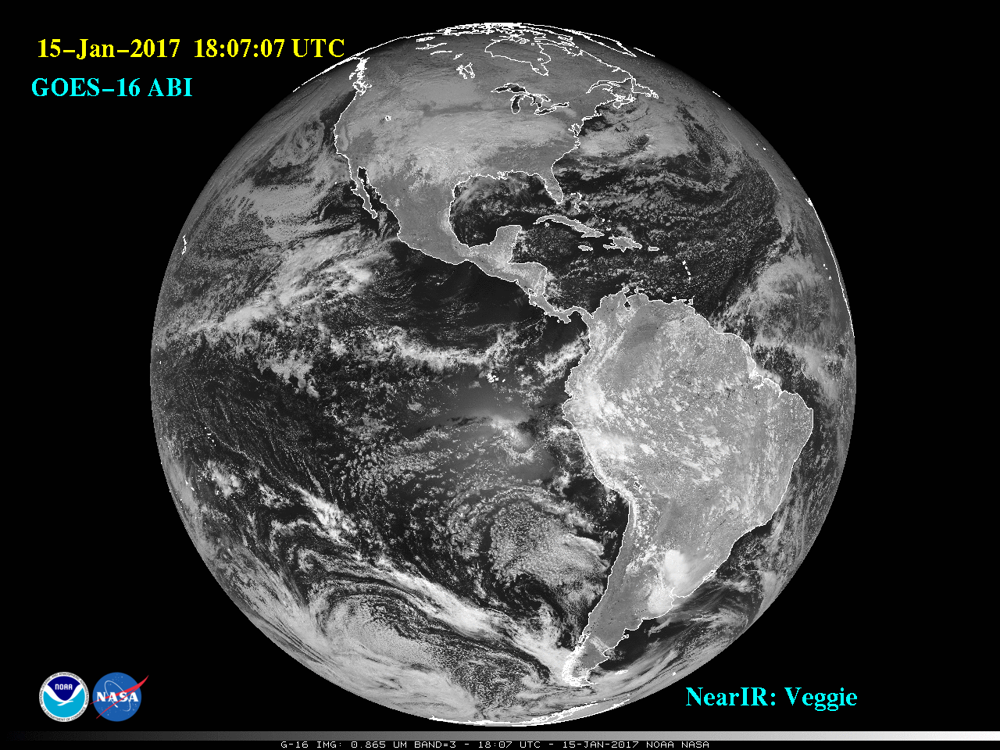 15-Jan-2017 18:07:07 UTC
GOES-16 ABI
NOAA
NASA
NearIR: Veggie
G-16 IMG: 0.865 UM BAND=3 - 18:07 UTC - 15-JAN-2017 NOAA NASA